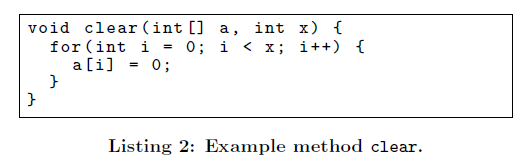 void clear(int[] a, int x) {
  for(int i = 0; i < x; i++) {
    a[i] = 0;
  }
}
Listing 2: Example method clear.